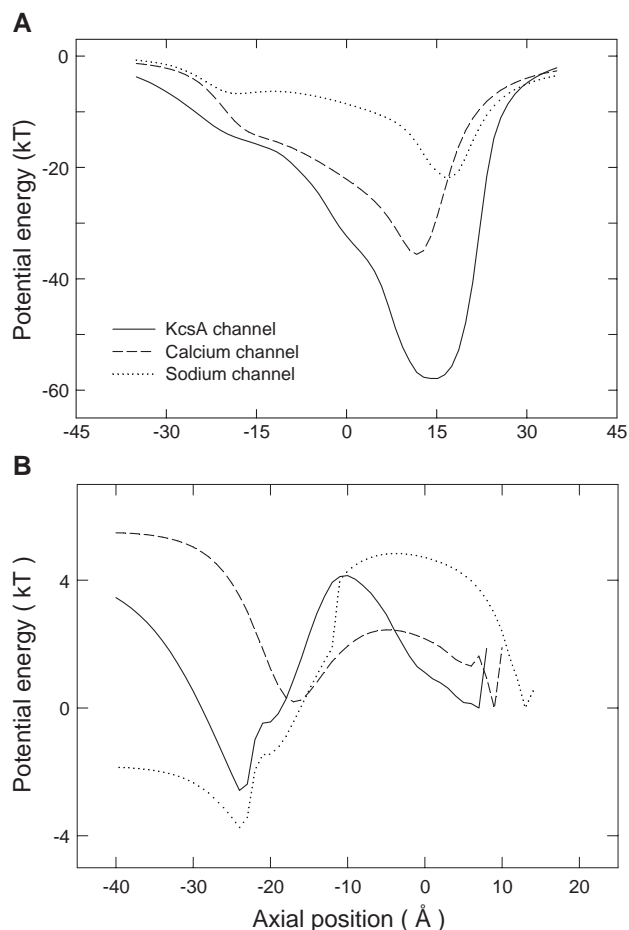 A
0
-20
-40
-60
Potential energy (kT)
KcsA channel
Calcium channel
Sodium channel
-45 -30 -15 0 15 30 45
B
4
0
-4
Potential energy ( kT )
-40 -30 -20 -10 0 10 20
Axial position ( Å )